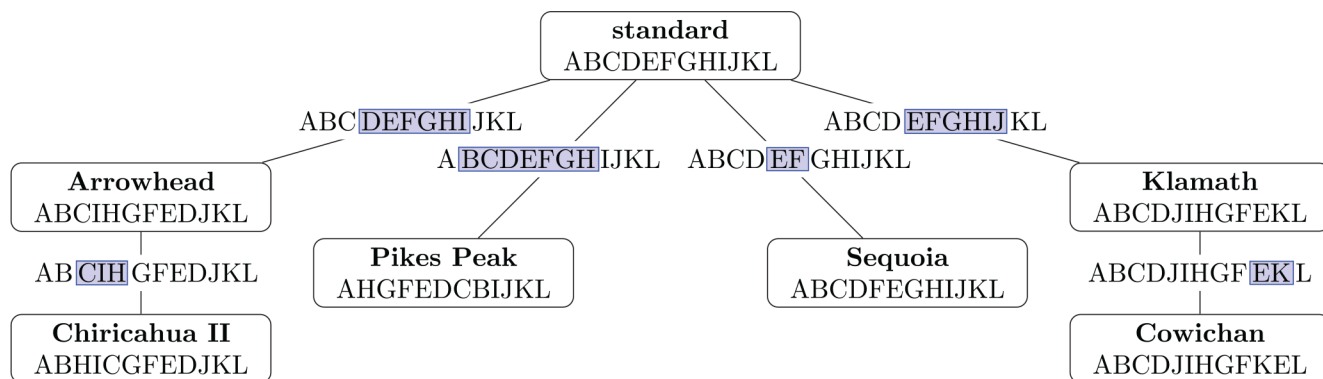 standard
ABCDEFGHIJKL
ABCDEFGHIJKL
ABCDEFGHIJKL
ABCDEFGHIJKL
ABCDEFGHIJKL
Arrowhead
ABCIHGFEDJKL
Klamath
ABCDJIHGFEKL
Pikes Peak
AHGFEDCBIJKL
Sequoia
ABCDFEGHIJKL
ABCIHGFEDJKL
ABCDJIHGFEKL
Chiricahua II
ABHICGFEDJKL
Cowichan
ABCDJIHGFKEL